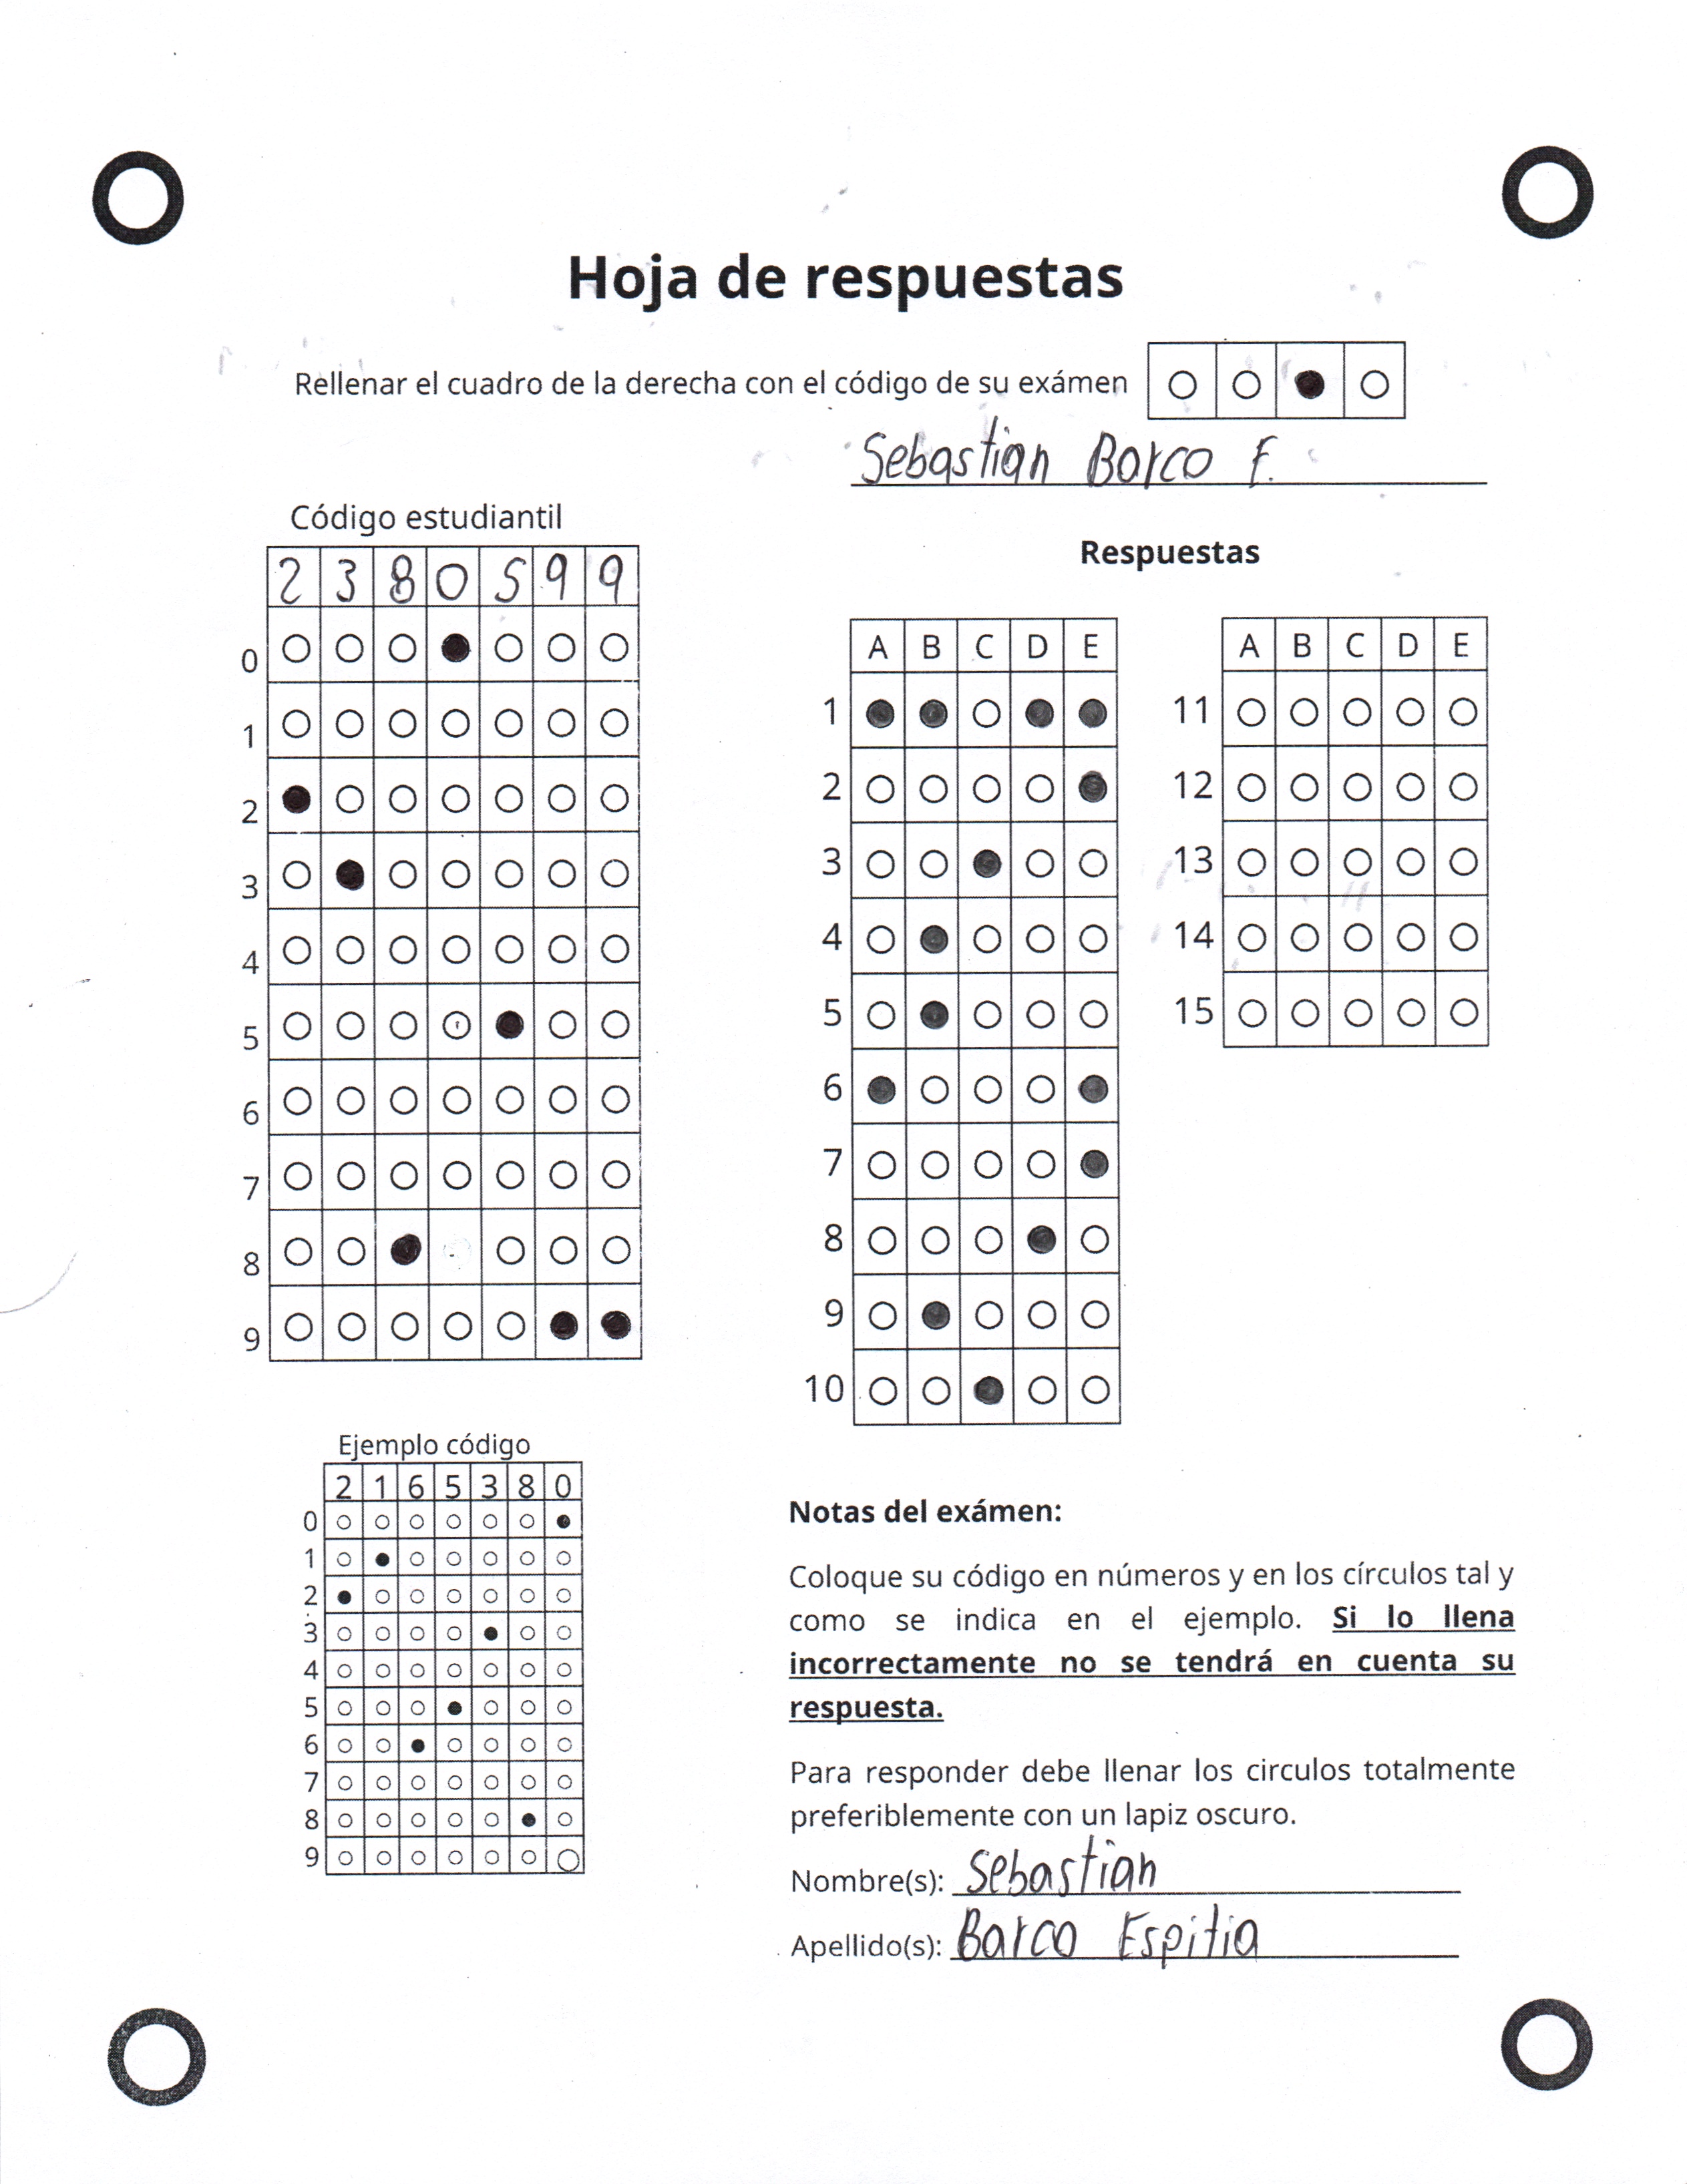 Hoja de respuestas
Rellenar el cuadro de la derecha con el código de su exámen
Sebastian Barco E.
Código estudiantil
2 3 8 0 5 9 9
0
1
2
3
4
5
6
7
8
9
Respuestas
A B C D E
1
2
3
4
5
6
7
8
9
10
A B C D E
11
12
13
14
15
Ejemplo código
2 1 6 5 3 8 0
0
1
2
3
4
5
6
7
8
9
Notas del exámen:
Coloque su código en números y en los círculos tal y
como se indica en el ejemplo. Si lo llena
incorrectamente no se tendrá en cuenta su
respuesta.
Para responder debe llenar los circulos totalmente
preferiblemente con un lapiz oscuro.
Nombre(s): Sebastian
Apellido(s): Barco Espitia